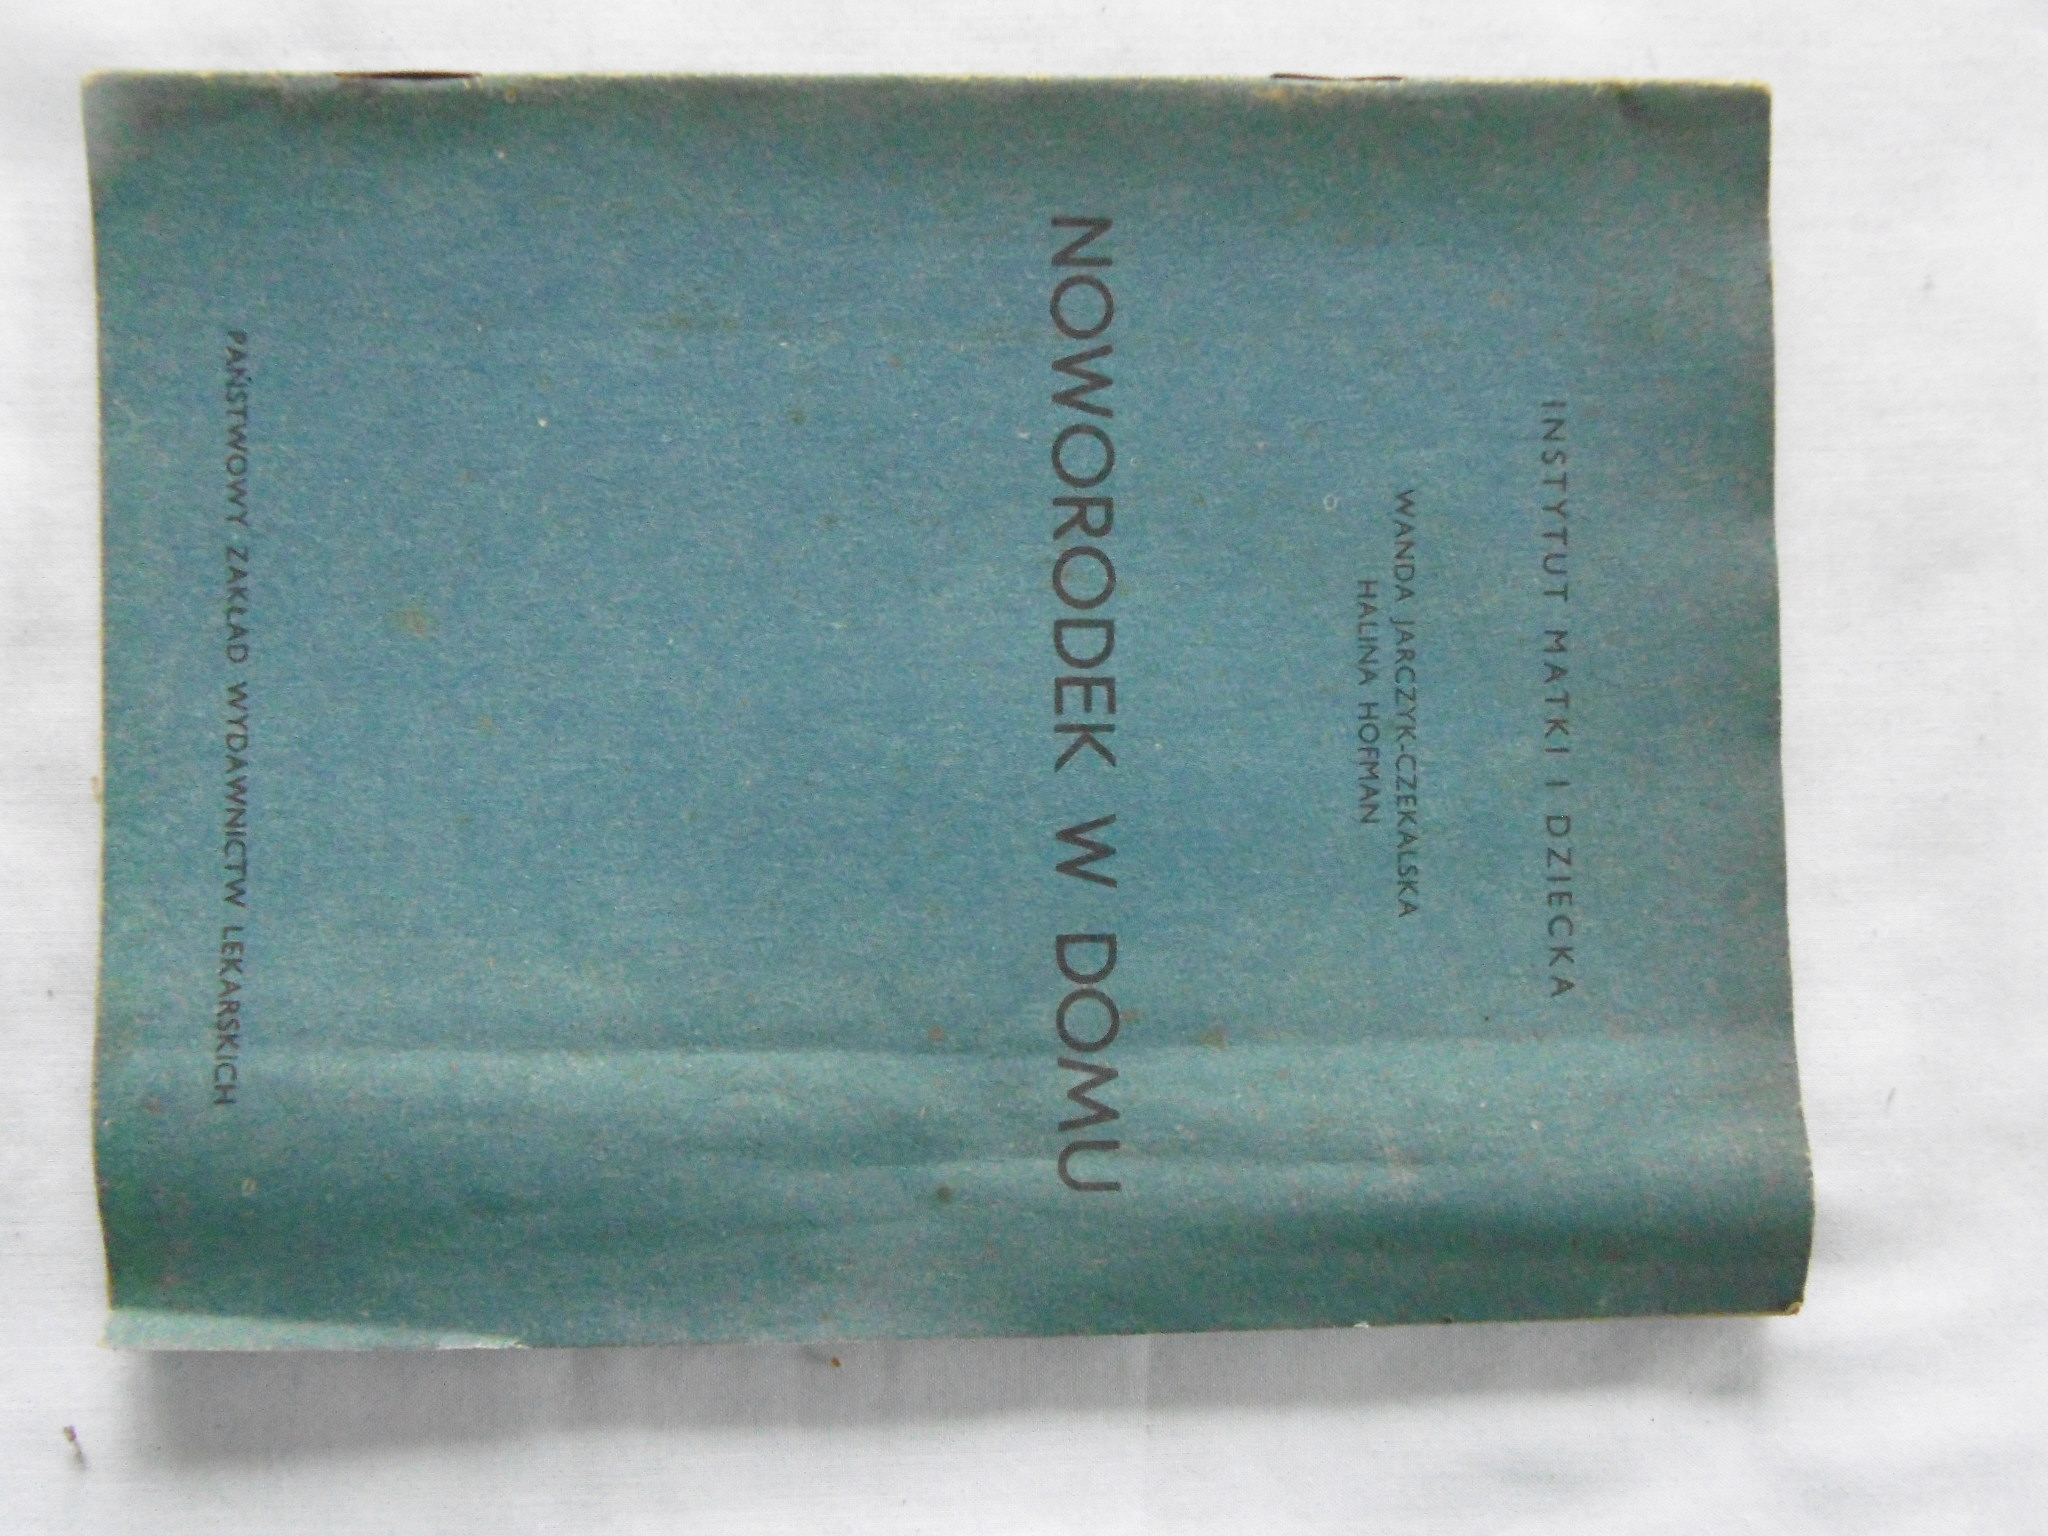 INSTYTUT MATKI I DZIECKA
WANDA JARCZYK-CZEKALSKA
HALINA HOFMAN
NOWORODEK W DOMU
PAŃSTWOWY ZAKŁAD WYDAWNICTW LEKARSKICH